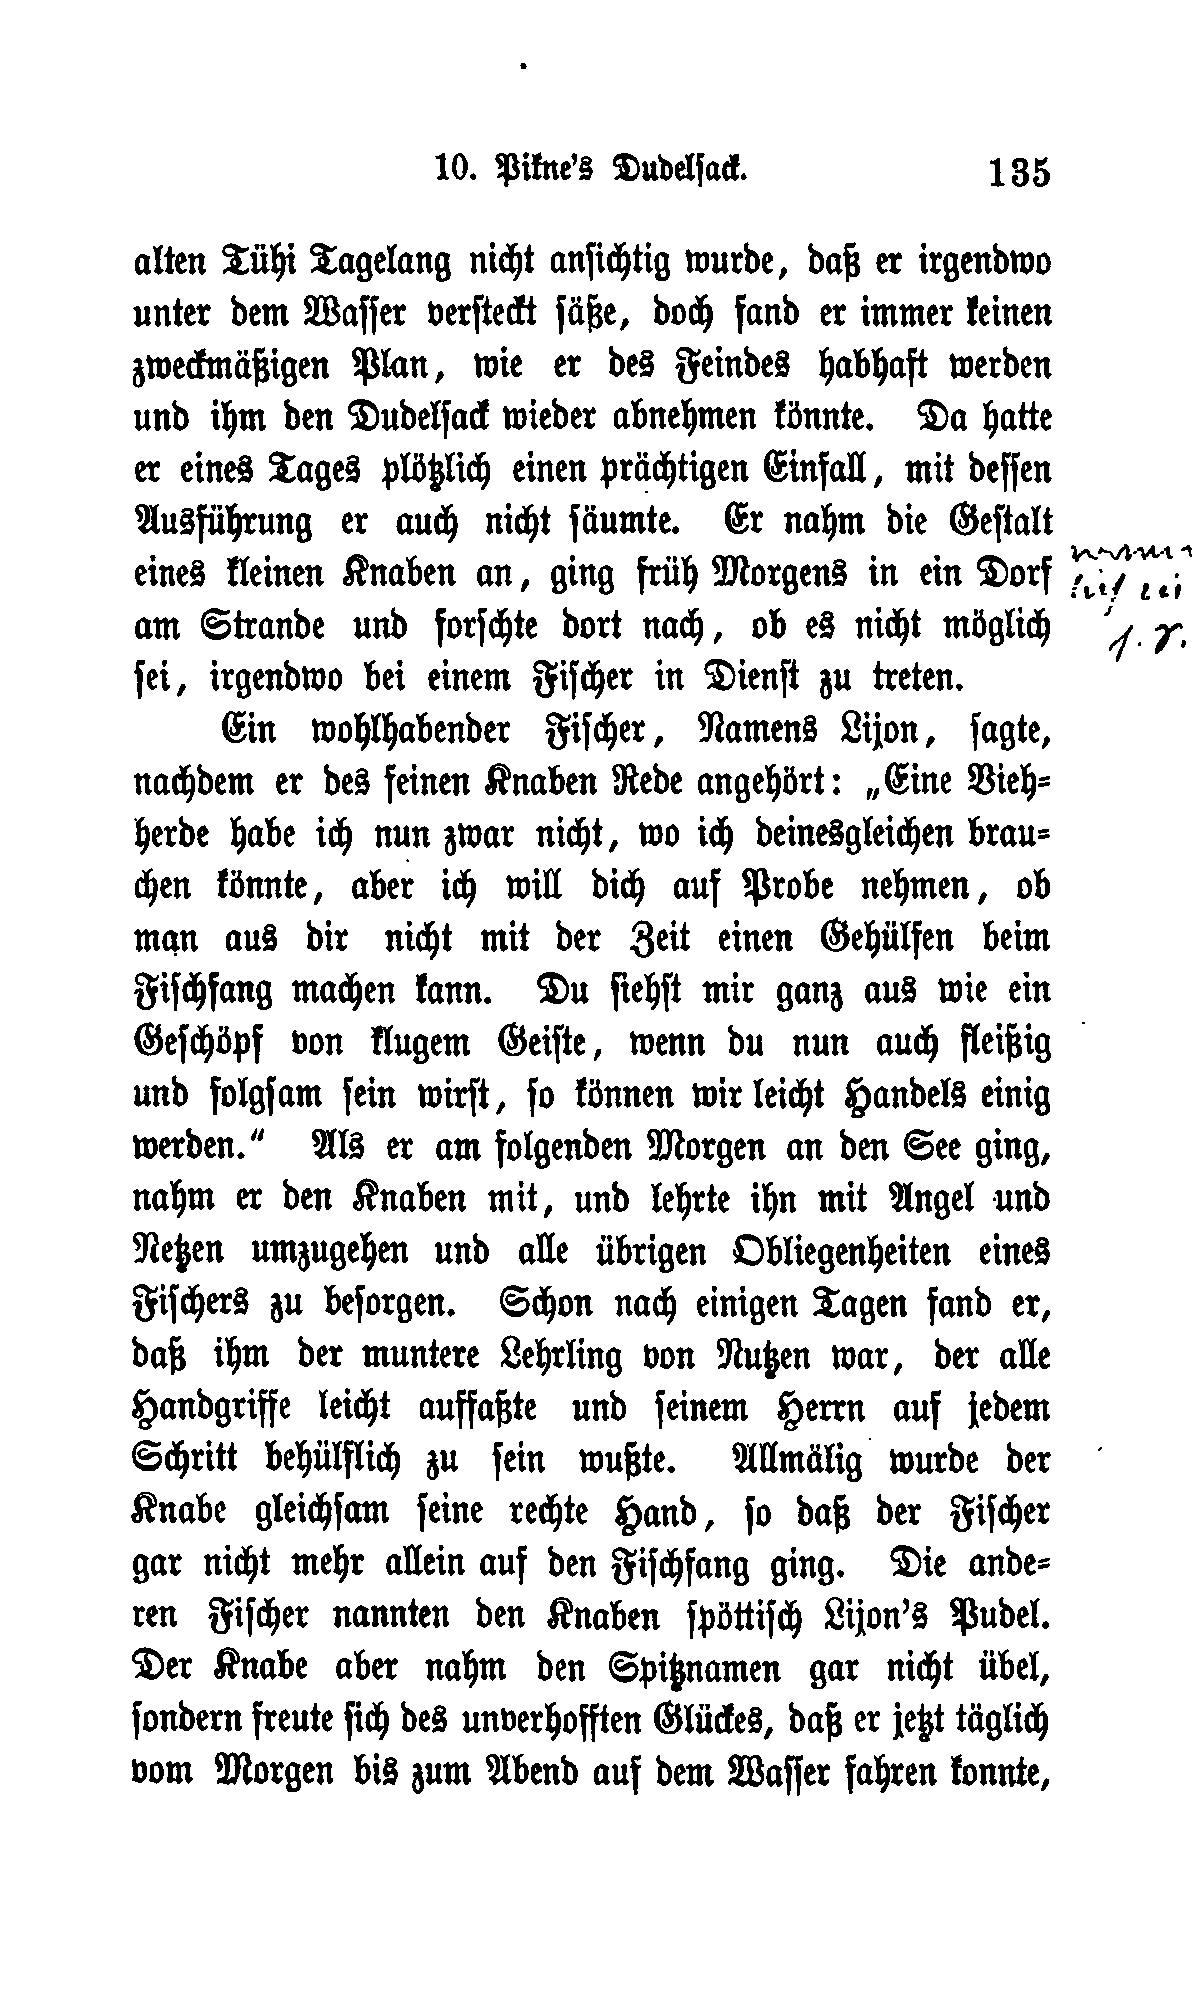 10. Pikne's Dudelsack. 135
alten Tühi Tagelang nicht ansichtig wurde, daß er irgendwo
unter dem Wasser versteckt säße, doch fand er immer keinen
zweckmäßigen Plan, wie er des Feindes habhaft werden
und ihm den Dudelsack wieder abnehmen könnte. Da hatte
er eines Tages plötzlich einen prächtigen Einfall, mit dessen
Ausführung er auch nicht säumte. Er nahm die Gestalt
eines kleinen Knaben an, ging früh Morgens in ein Dorf
am Strande und forschte dort nach, ob es nicht möglich
sei, irgendwo bei einem Fischer in Dienst zu treten.
Ein wohlhabender Fischer, Namens Lijon, sagte,
nachdem er des feinen Knaben Rede angehört: „Eine Vieh-
herde habe ich nun zwar nicht, wo ich deinesgleichen brau-
chen könnte, aber ich will dich auf Probe nehmen, ob
man aus dir nicht mit der Zeit einen Gehülfen beim
Fischfang machen kann. Du siehst mir ganz aus wie ein
Geschöpf von klugem Geiste, wenn du nun auch fleißig
und folgsam sein wirst, so können wir leicht Handels einig
werden.“ Als er am folgenden Morgen an den See ging,
nahm er den Knaben mit, und lehrte ihn mit Angel und
Netzen umzugehen und alle übrigen Obliegenheiten eines
Fischers zu besorgen. Schon nach einigen Tagen fand er,
daß ihm der muntere Lehrling von Nutzen war, der alle
Handgriffe leicht auffaßte und seinem Herrn auf jedem
Schritt behülflich zu sein wußte. Allmälig wurde der
Knabe gleichsam seine rechte Hand, so daß der Fischer
gar nicht mehr allein auf den Fischfang ging. Die ande-
ren Fischer nannten den Knaben spöttisch Lijon's Pudel.
Der Knabe aber nahm den Spitznamen gar nicht übel,
sondern freute sich des unverhofften Glückes, daß er jetzt täglich
vom Morgen bis zum Abend auf dem Wasser fahren konnte,